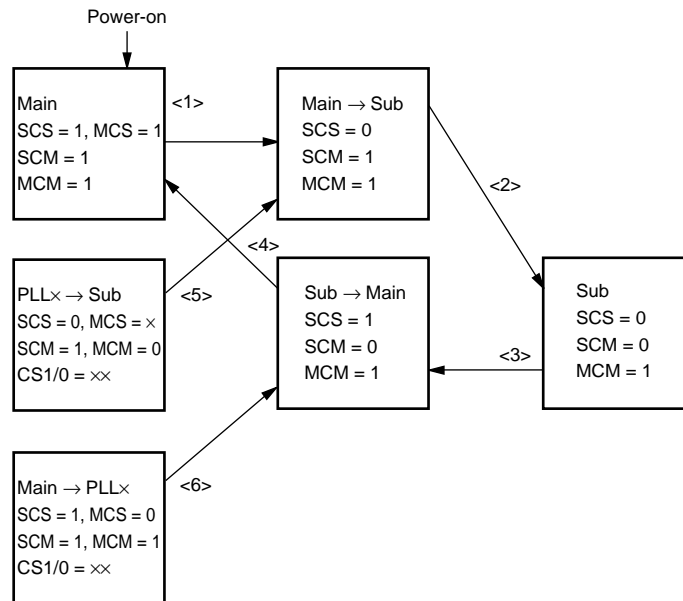 Power-on
Main
SCS = 1, MCS = 1
SCM = 1
MCM = 1
<1>
Main → Sub
SCS = 0
SCM = 1
MCM = 1
<2>
<4>
PLL× → Sub
SCS = 0, MCS = ×
SCM = 1, MCM = 0
CS1/0 = ××
<5>
Sub → Main
SCS = 1
SCM = 0
MCM = 1
<3>
Sub
SCS = 0
SCM = 0
MCM = 1
Main → PLL×
SCS = 1, MCS = 0
SCM = 1, MCM = 1
CS1/0 = ××
<6>